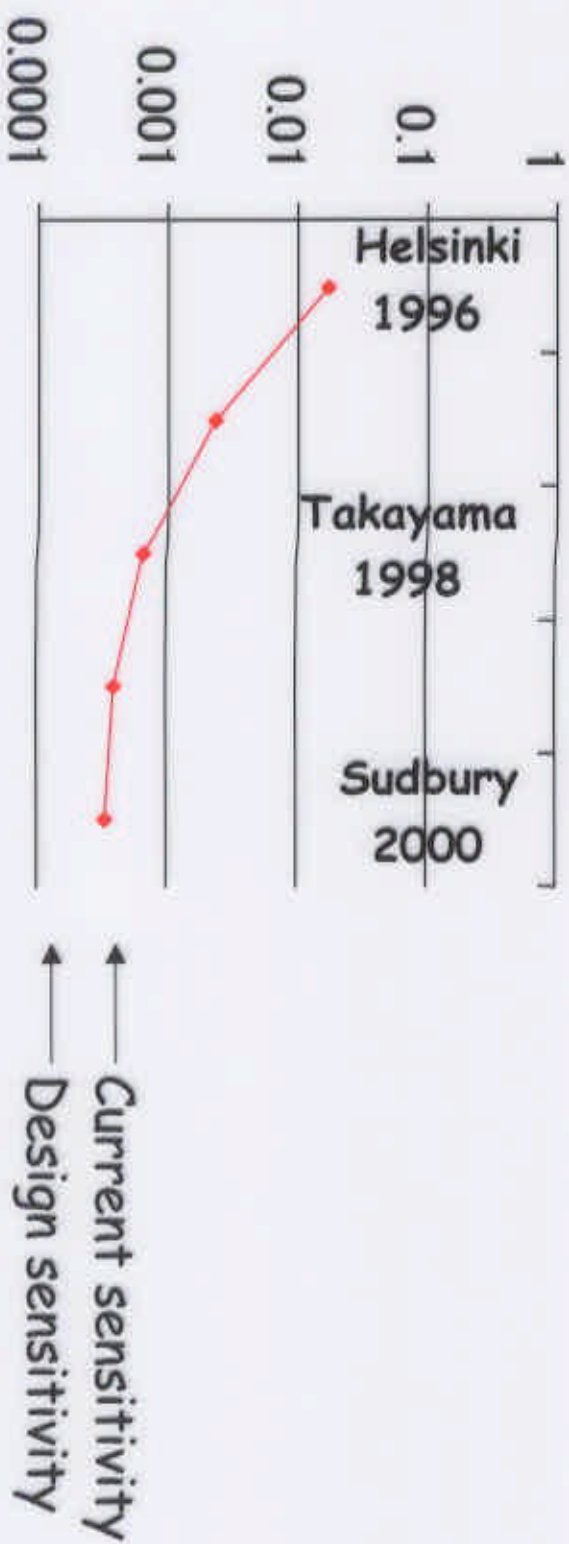 1
0.1
0.01
0.001
0.0001
Helsinki
1996
Takayama
1998
Sudbury
2000
Current sensitivity
Design sensitivity